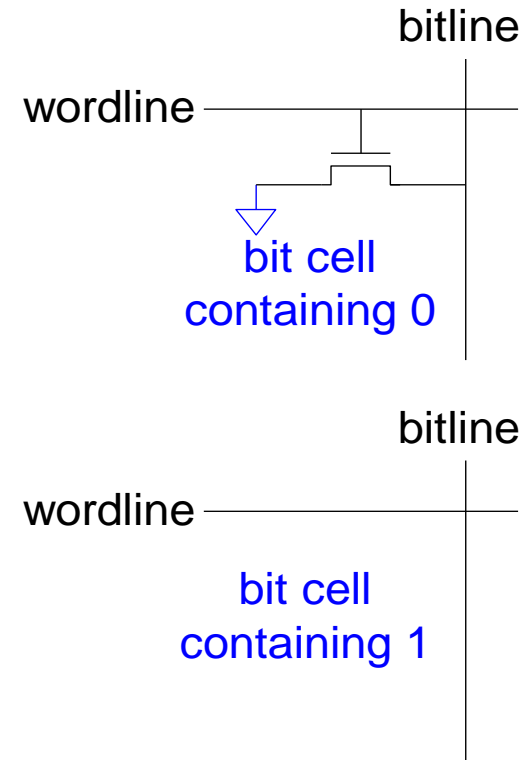 bitline
wordline
bit cell
containing 0
bitline
wordline
bit cell
containing 1